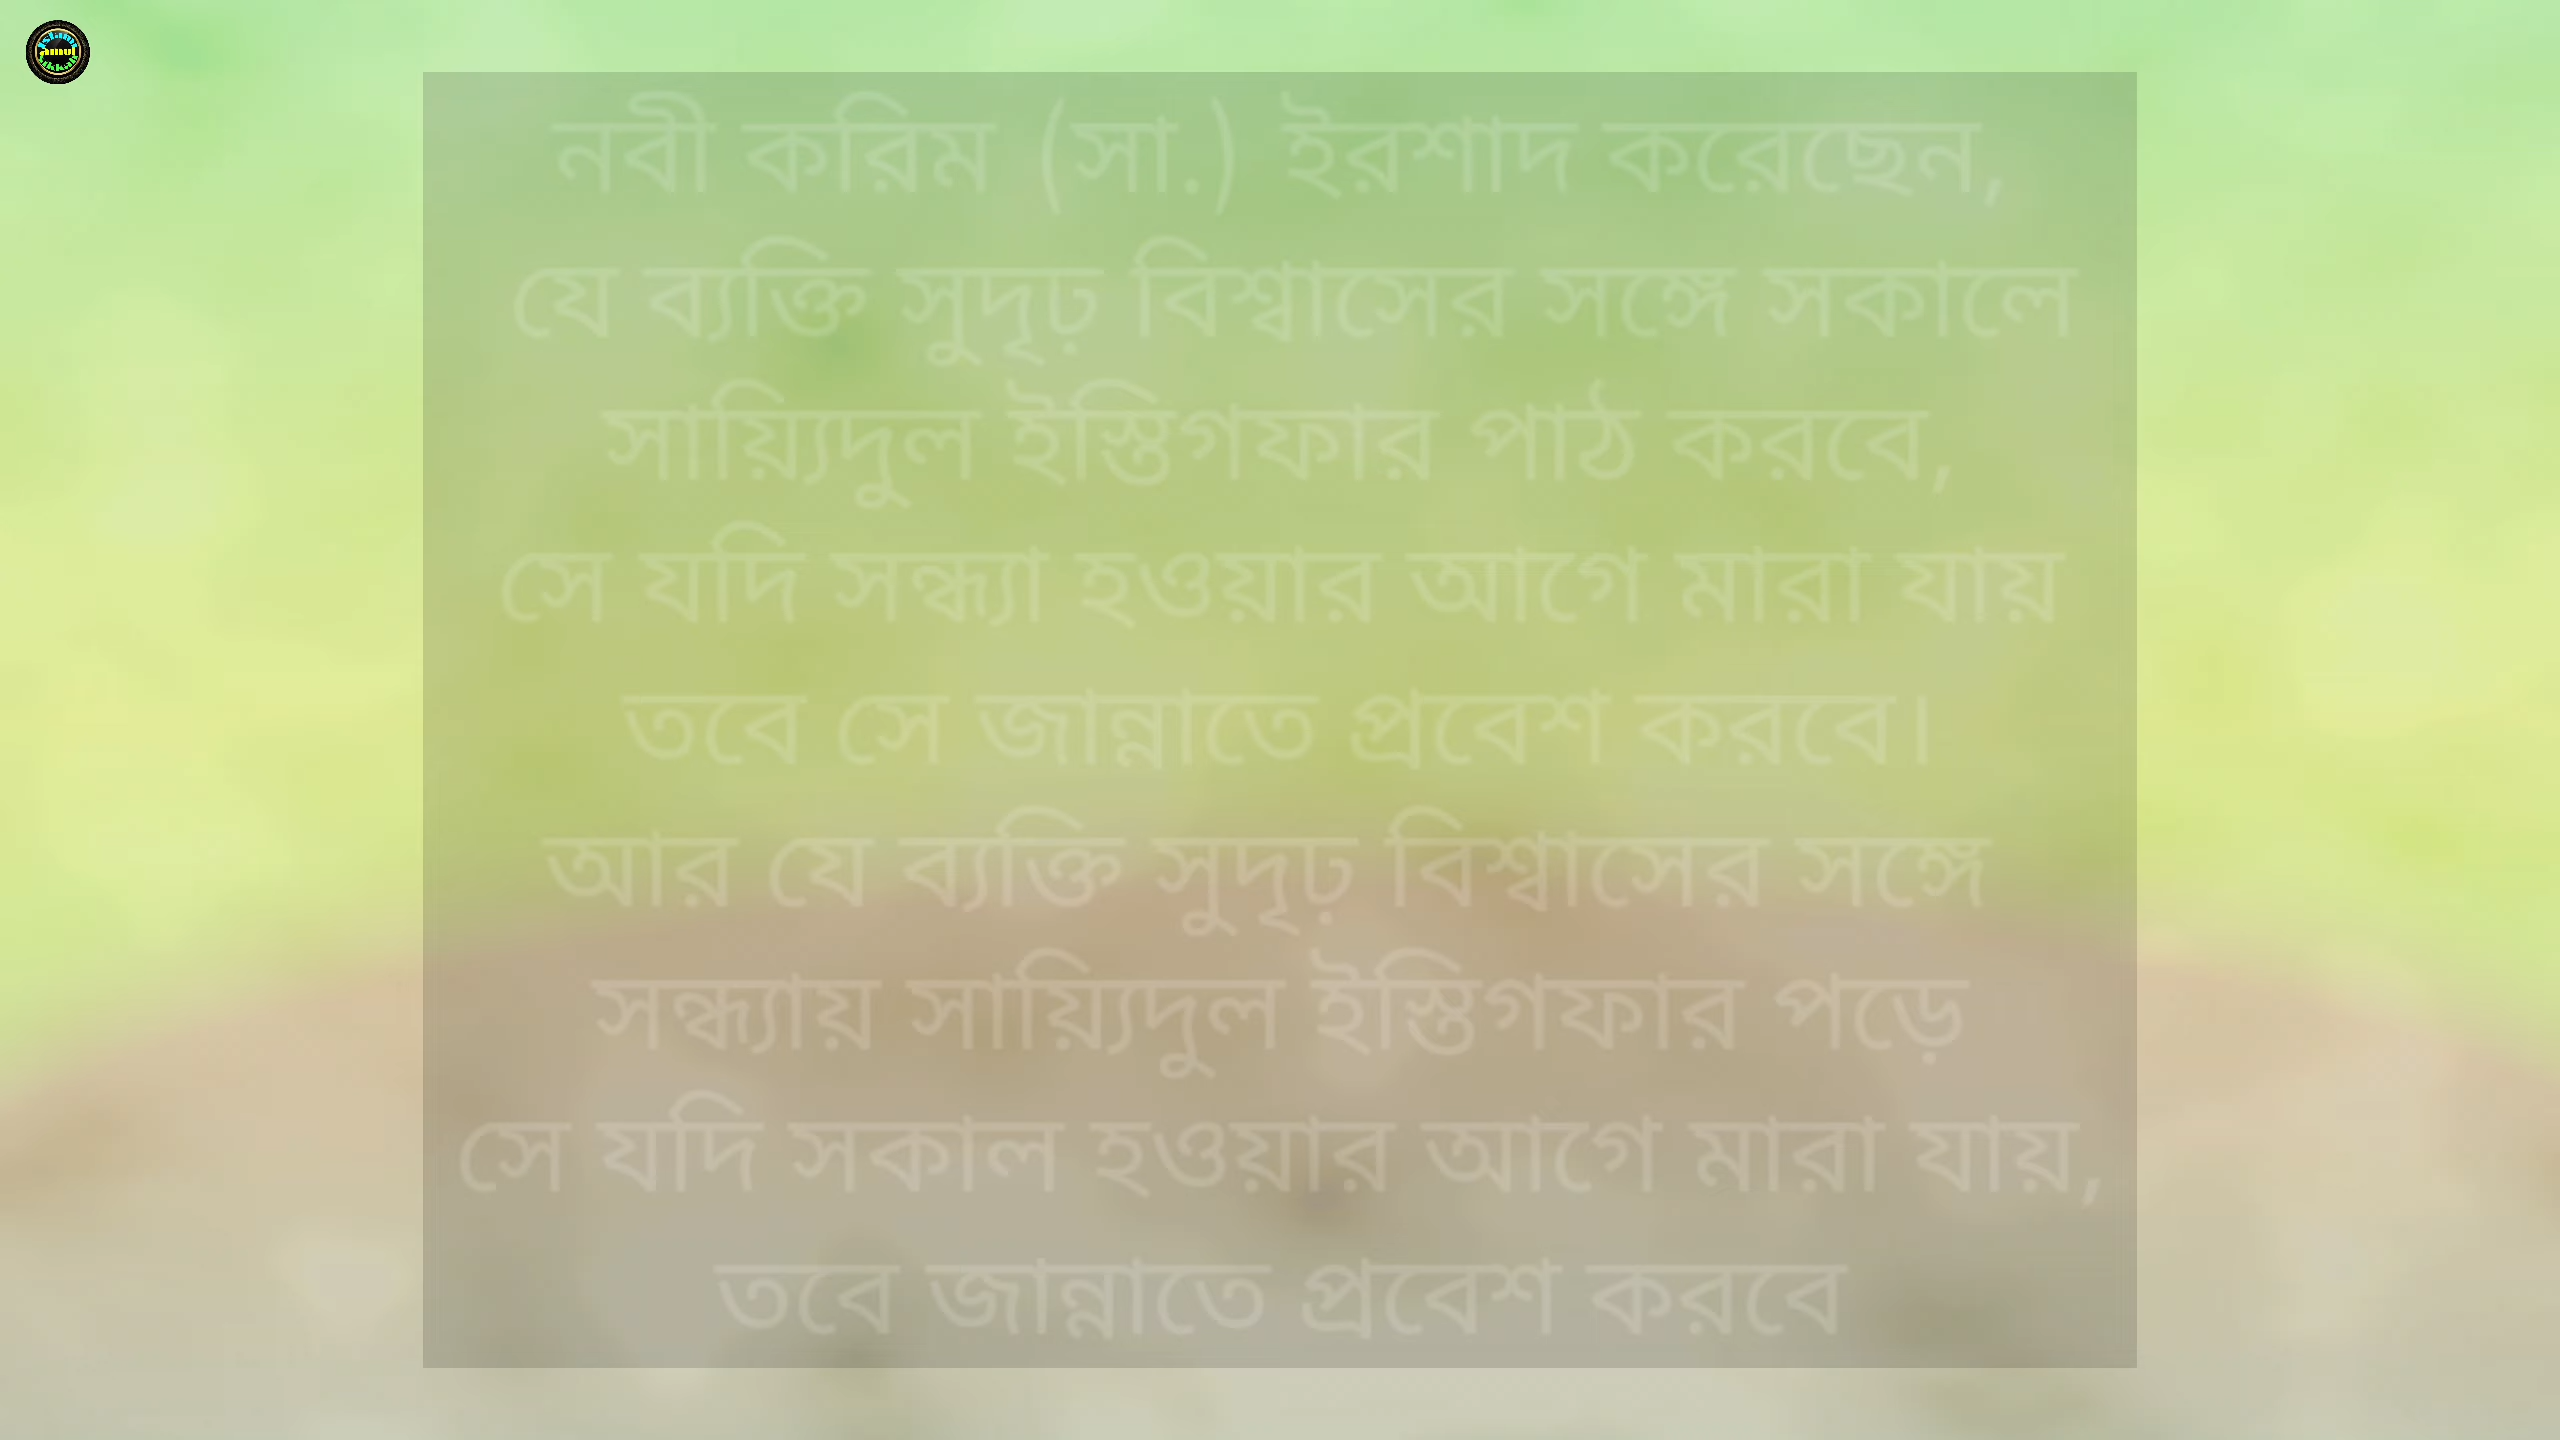 নবী করিম (সা.) ইরশাদ করেছেন,
যে ব্যক্তি সুদৃঢ় বিশ্বাসের সঙ্গে সকালে
সায়্যিদুল ইস্তিগফার পাঠ করবে,
সে যদি সন্ধ্যা হওয়ার আগে মারা যায়
তবে সে জান্নাতে প্রবেশ করবে।
আর যে ব্যক্তি সুদৃঢ় বিশ্বাসের সঙ্গে
সন্ধ্যায় সায়্যিদুল ইস্তিগফার পড়ে
সে যদি সকাল হওয়ার আগে মারা যায়,
তবে জান্নাতে প্রবেশ করবে